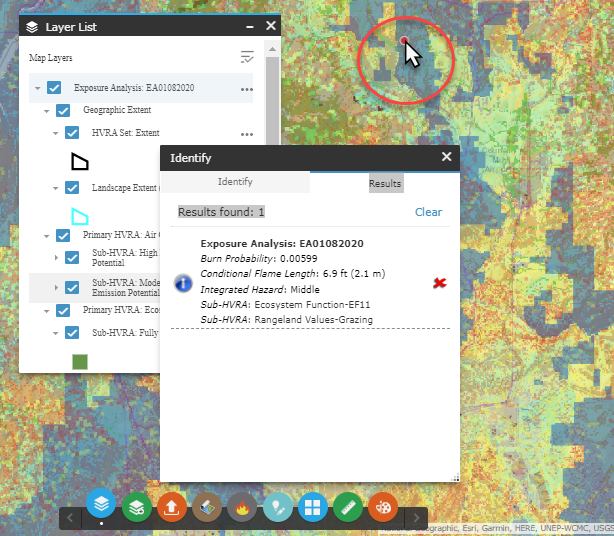 Layer List
Map Layers
Exposure Analysis: EA01082020
Geographic Extent
HVRA Set: Extent
Landscape Extent
Primary HVRA: Air
Sub-HVRA: High
Potential
Sub-HVRA: Mode
Emission Potential
Primary HVRA: Ecos
Sub-HVRA: Fully
Identify
Identify
Results
Results found: 1
Clear
Exposure Analysis: EA01082020
Burn Probability: 0.00599
Conditional Flame Length: 6.9 ft (2.1 m)
Integrated Hazard: Middle
Sub-HVRA: Ecosystem Function-EF11
Sub-HVRA: Rangeland Values-Grazing
Geographic, Esri, Garmin, HERE, UNEP-WCMC, USGS